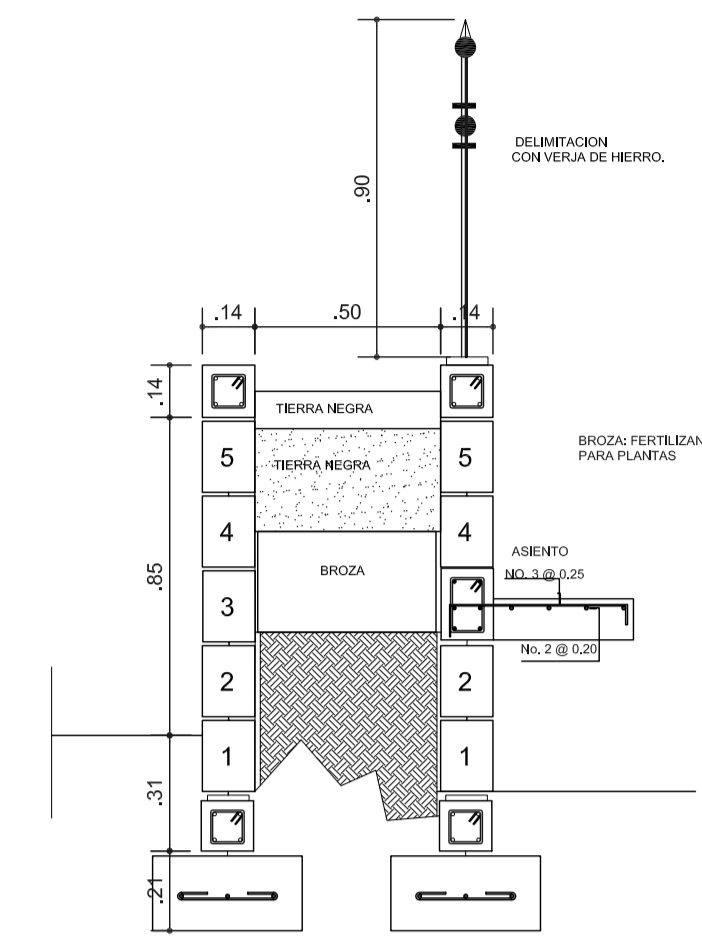 .90
DELIMITACION
CON VERJA DE HIERRO.
.14 .50 .14
.14
TIERRA NEGRA
5
TIERRA NEGRA
5
BROZA: FERTILIZAN
PARA PLANTAS
4
4
ASIENTO
NO. 3 @ 0.25
BROZA
.85
3
No. 2 @ 0.20
2
2
1
1
.31
.21